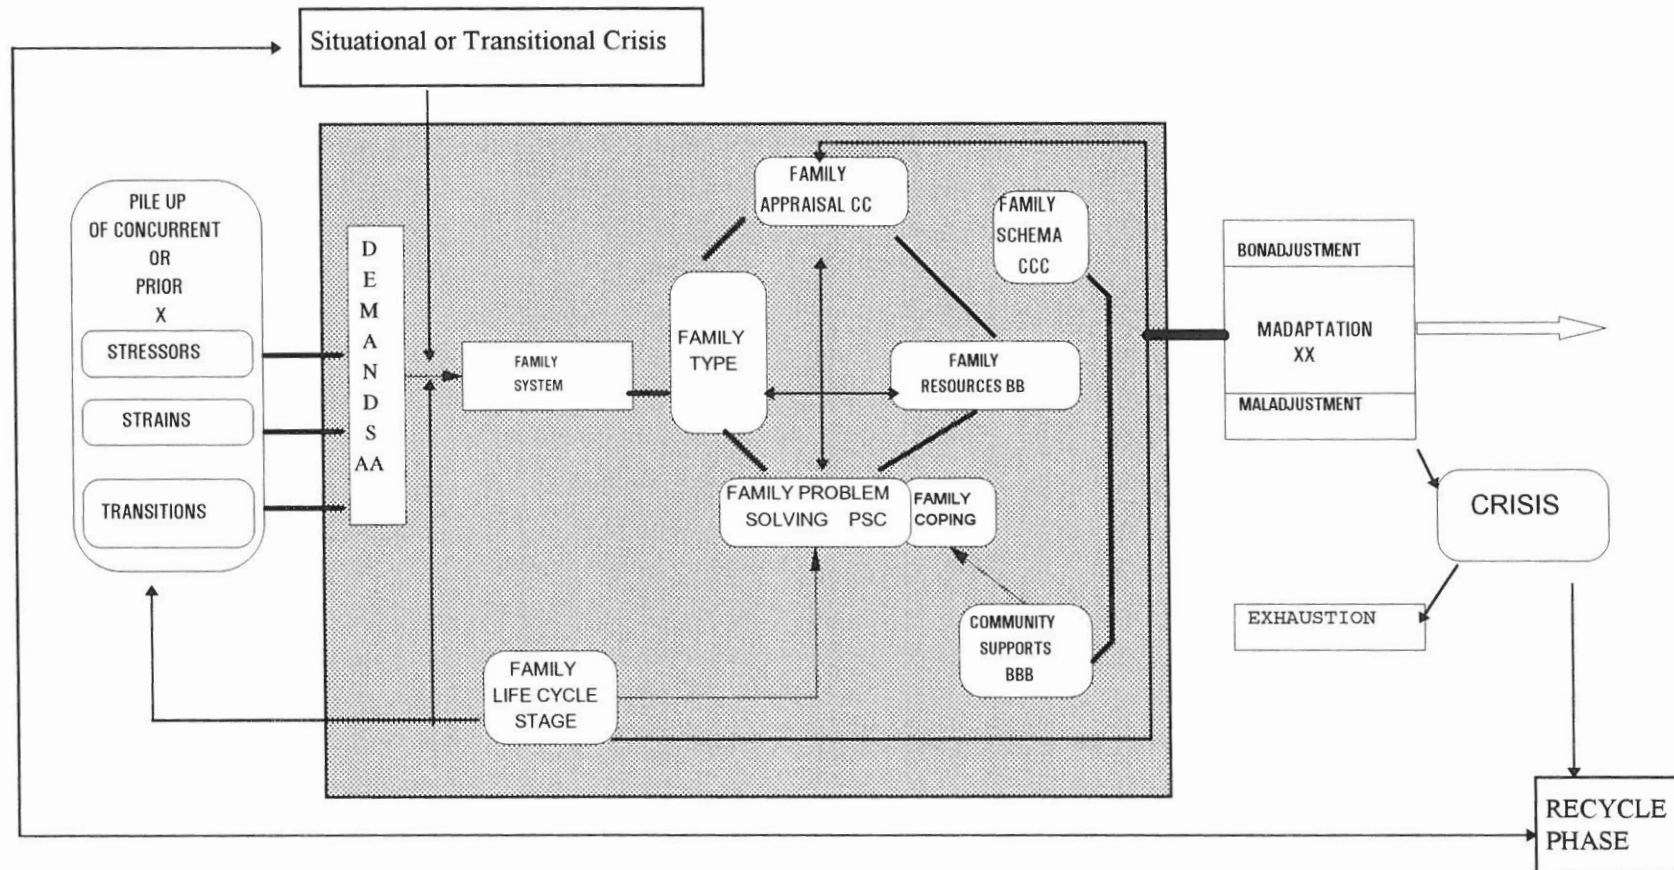 Situational or Transitional Crisis
PILE UP
OF CONCURRENT
OR
PRIOR
X
STRESSORS
STRAINS
TRANSITIONS
D
E
M
A
N
D
S
AA
FAMILY
SYSTEM
FAMILY
TYPE
FAMILY
APPRAISAL CC
FAMILY
SCHEMA
CCC
FAMILY
RESOURCES BB
FAMILY PROBLEM
SOLVING PSC
FAMILY
COPING
COMMUNITY
SUPPORTS
BBB
FAMILY
LIFE CYCLE
STAGE
BONADJUSTMENT
MADAPTATION
XX
MALADJUSTMENT
CRISIS
EXHAUSTION
RECYCLE
PHASE